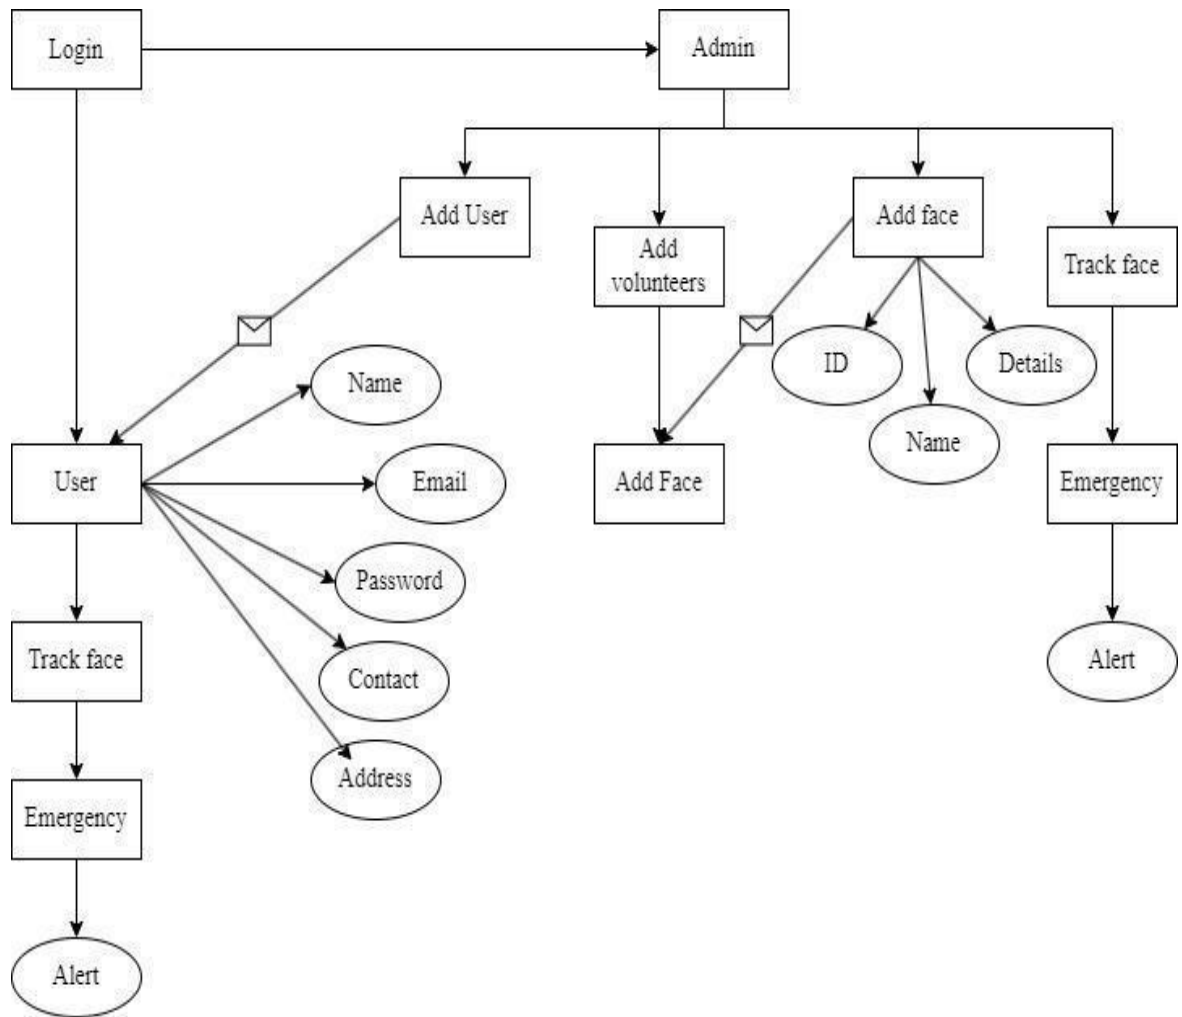 Login
Admin
Add User
Add
volunteers
Add face
Track face
Name
ID
Details
Name
User
Email
Add Face
Emergency
Password
Track face
Contact
Alert
Address
Emergency
Alert